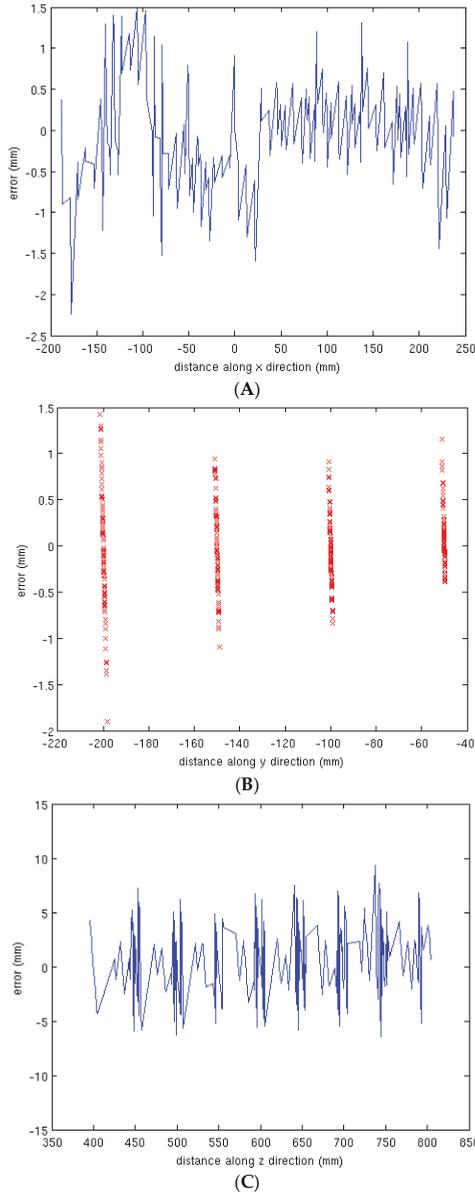 1.5
1
0.5
0
-0.5
-1
-1.5
-2
-2.5
error (mm)
-200 -150 -100 -50 0 50 100 150 200 250
distance along x direction (mm)
(A)
1.5
1
0.5
0
-0.5
-1
-1.5
-2
error (mm)
-220 -200 -180 -160 -140 -120 -100 -80 -60 -40
distance along y direction (mm)
(B)
15
10
5
0
-5
-10
-15
error (mm)
350 400 450 500 550 600 650 700 750 800 850
distance along z direction (mm)
(C)